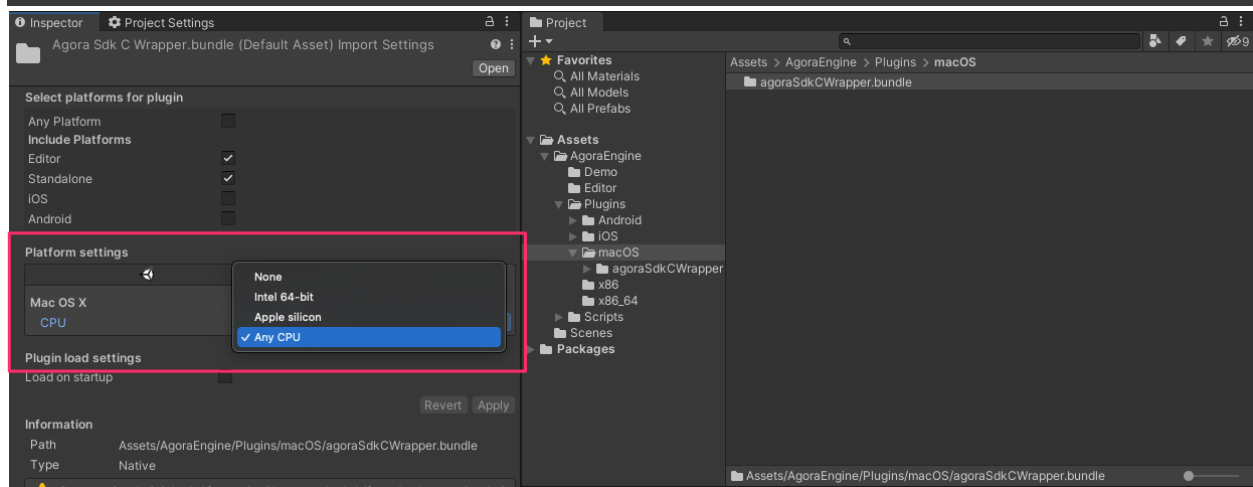 Inspector
Project Settings
Agora Sdk C Wrapper.bundle (Default Asset) Import Settings
Open
Select platforms for plugin
Any Platform
Include Platforms
Editor
Standalone
iOS
Android
Platform settings
None
Intel 64-bit
Apple silicon
Any CPU
Mac OS X
CPU
Plugin load settings
Load on startup
Revert Apply
Information
Path Assets/AgoraEngine/Plugins/macOS/agoraSdkCWrapper.bundle
Type Native
Project
9
Favorites
All Materials
All Models
All Prefabs
Assets
AgoraEngine
Demo
Editor
Plugins
Android
iOS
macOS
agoraSdkCWrapper
x86
x86_64
Scripts
Scenes
Packages
Assets > AgoraEngine > Plugins > macOS
agoraSdkCWrapper.bundle
Assets/AgoraEngine/Plugins/macOS/agoraSdkCWrapper.bundle